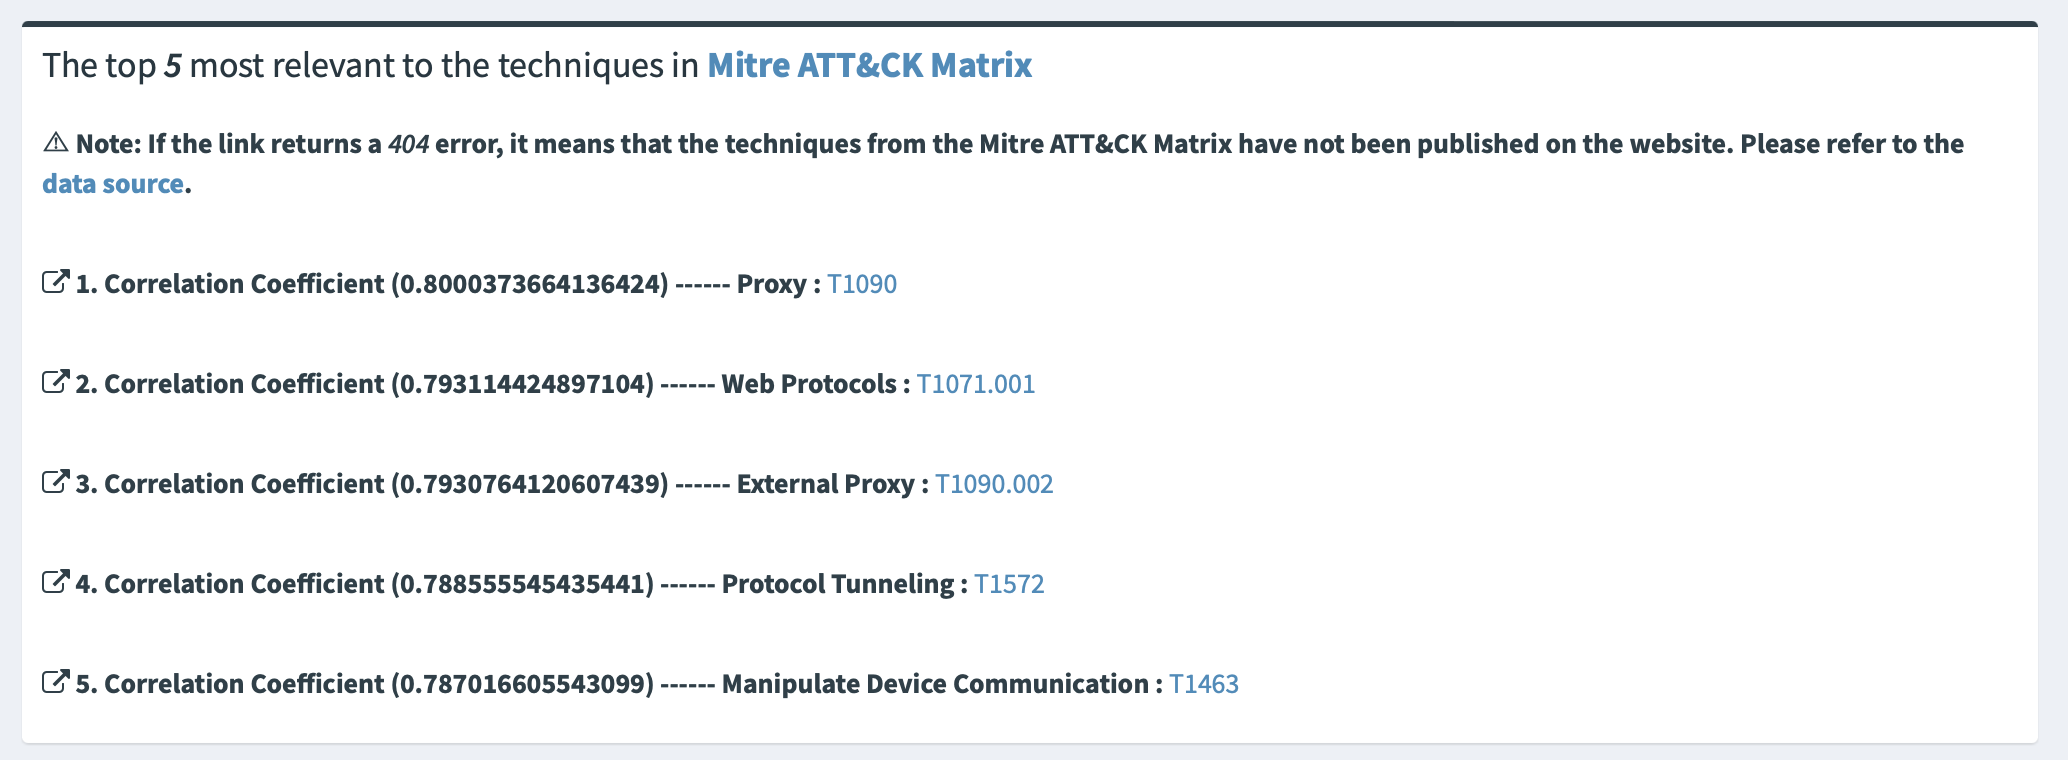 The top 5 most relevant to the techniques in Mitre ATT&CK Matrix
⚠ Note: If the link returns a 404 error, it means that the techniques from the Mitre ATT&CK Matrix have not been published on the website. Please refer to the
data source.
1. Correlation Coefficient (0.8000373664136424) ------ Proxy : T1090
2. Correlation Coefficient (0.793114424897104) ------ Web Protocols : T1071.001
3. Correlation Coefficient (0.7930764120607439) ------ External Proxy : T1090.002
4. Correlation Coefficient (0.788555545435441) ------ Protocol Tunneling : T1572
5. Correlation Coefficient (0.787016605543099) ------ Manipulate Device Communication : T1463